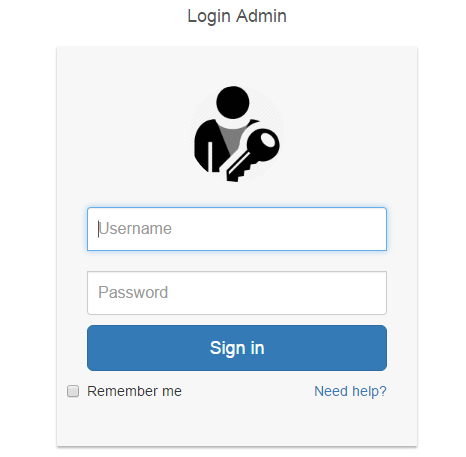 Login Admin
Username
Password
Sign in
Remember me Need help?